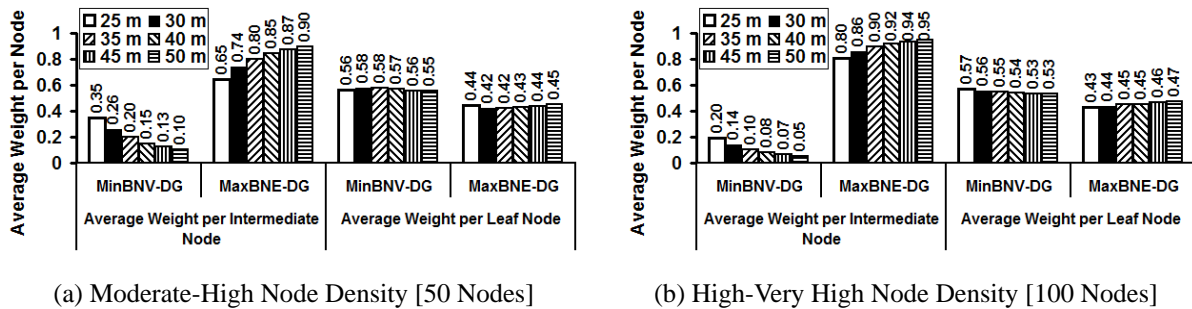 Average Weight per Node
25 m 30 m
35 m 40 m
45 m 50 m
1
0.8
0.6
0.4
0.2
0
0.35 0.26 0.20 0.15 0.13 0.10
0.65 0.74 0.80 0.85 0.87 0.90
0.56 0.58 0.58 0.57 0.56 0.55
0.44 0.42 0.42 0.43 0.44 0.45
MinBNV-DG MaxBNE-DG MinBNV-DG MaxBNE-DG
Average Weight per Intermediate
Node
Average Weight per Leaf Node
(a) Moderate-High Node Density [50 Nodes]
Average Weight per Node
25 m 30 m
35 m 40 m
45 m 50 m
1
0.8
0.6
0.4
0.2
0
0.20 0.14 0.10 0.08 0.07 0.05
0.80 0.86 0.90 0.92 0.94 0.95
0.57 0.56 0.55 0.54 0.53 0.53
0.43 0.44 0.45 0.45 0.46 0.47
MinBNV-DG MaxBNE-DG MinBNV-DG MaxBNE-DG
Average Weight per Intermediate
Node
Average Weight per Leaf Node
(b) High-Very High Node Density [100 Nodes]